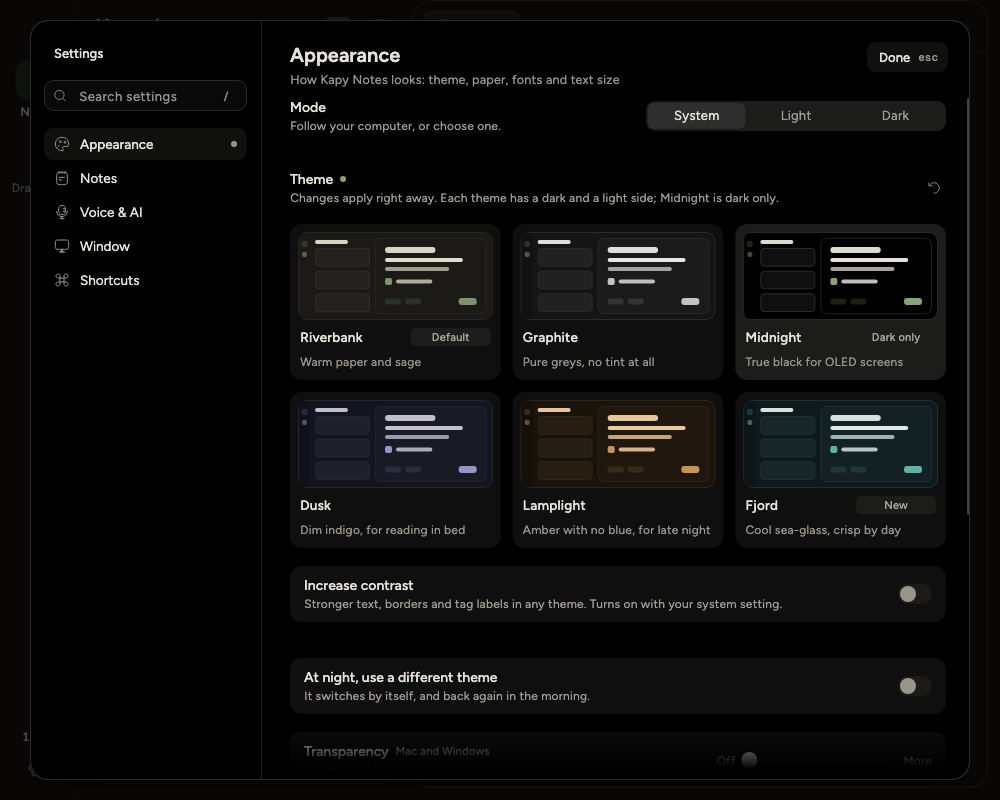 Settings
Search settings /
Appearance
Notes
Voice & AI
Window
Shortcuts
Appearance
How Kapy Notes looks: theme, paper, fonts and text size
Done esc
Mode
Follow your computer, or choose one.
System Light Dark
Theme
Changes apply right away. Each theme has a dark and a light side; Midnight is dark only.
Riverbank Default
Warm paper and sage
Graphite
Pure greys, no tint at all
Midnight Dark only
True black for OLED screens
Dusk
Dim indigo, for reading in bed
Lamplight
Amber with no blue, for late night
Fjord New
Cool sea-glass, crisp by day
Increase contrast
Stronger text, borders and tag labels in any theme. Turns on with your system setting.
At night, use a different theme
It switches by itself, and back again in the morning.
Transparency Mac and Windows
Off More